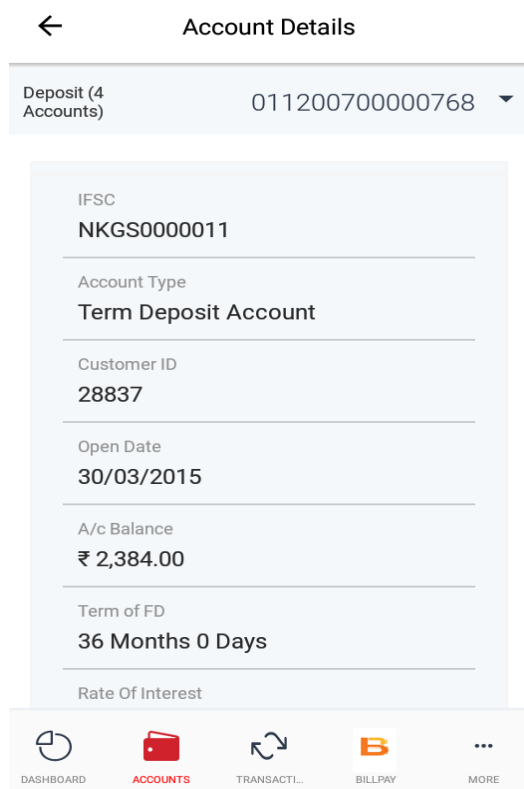 Account Details
Deposit (4
Accounts)
011200700000768
IFSC
NKGS0000011
Account Type
Term Deposit Account
Customer ID
28837
Open Date
30/03/2015
A/c Balance
₹ 2,384.00
Term of FD
36 Months 0 Days
Rate Of Interest
B
DASHBOARD ACCOUNTS TRANSACTI... BILLPAY MORE